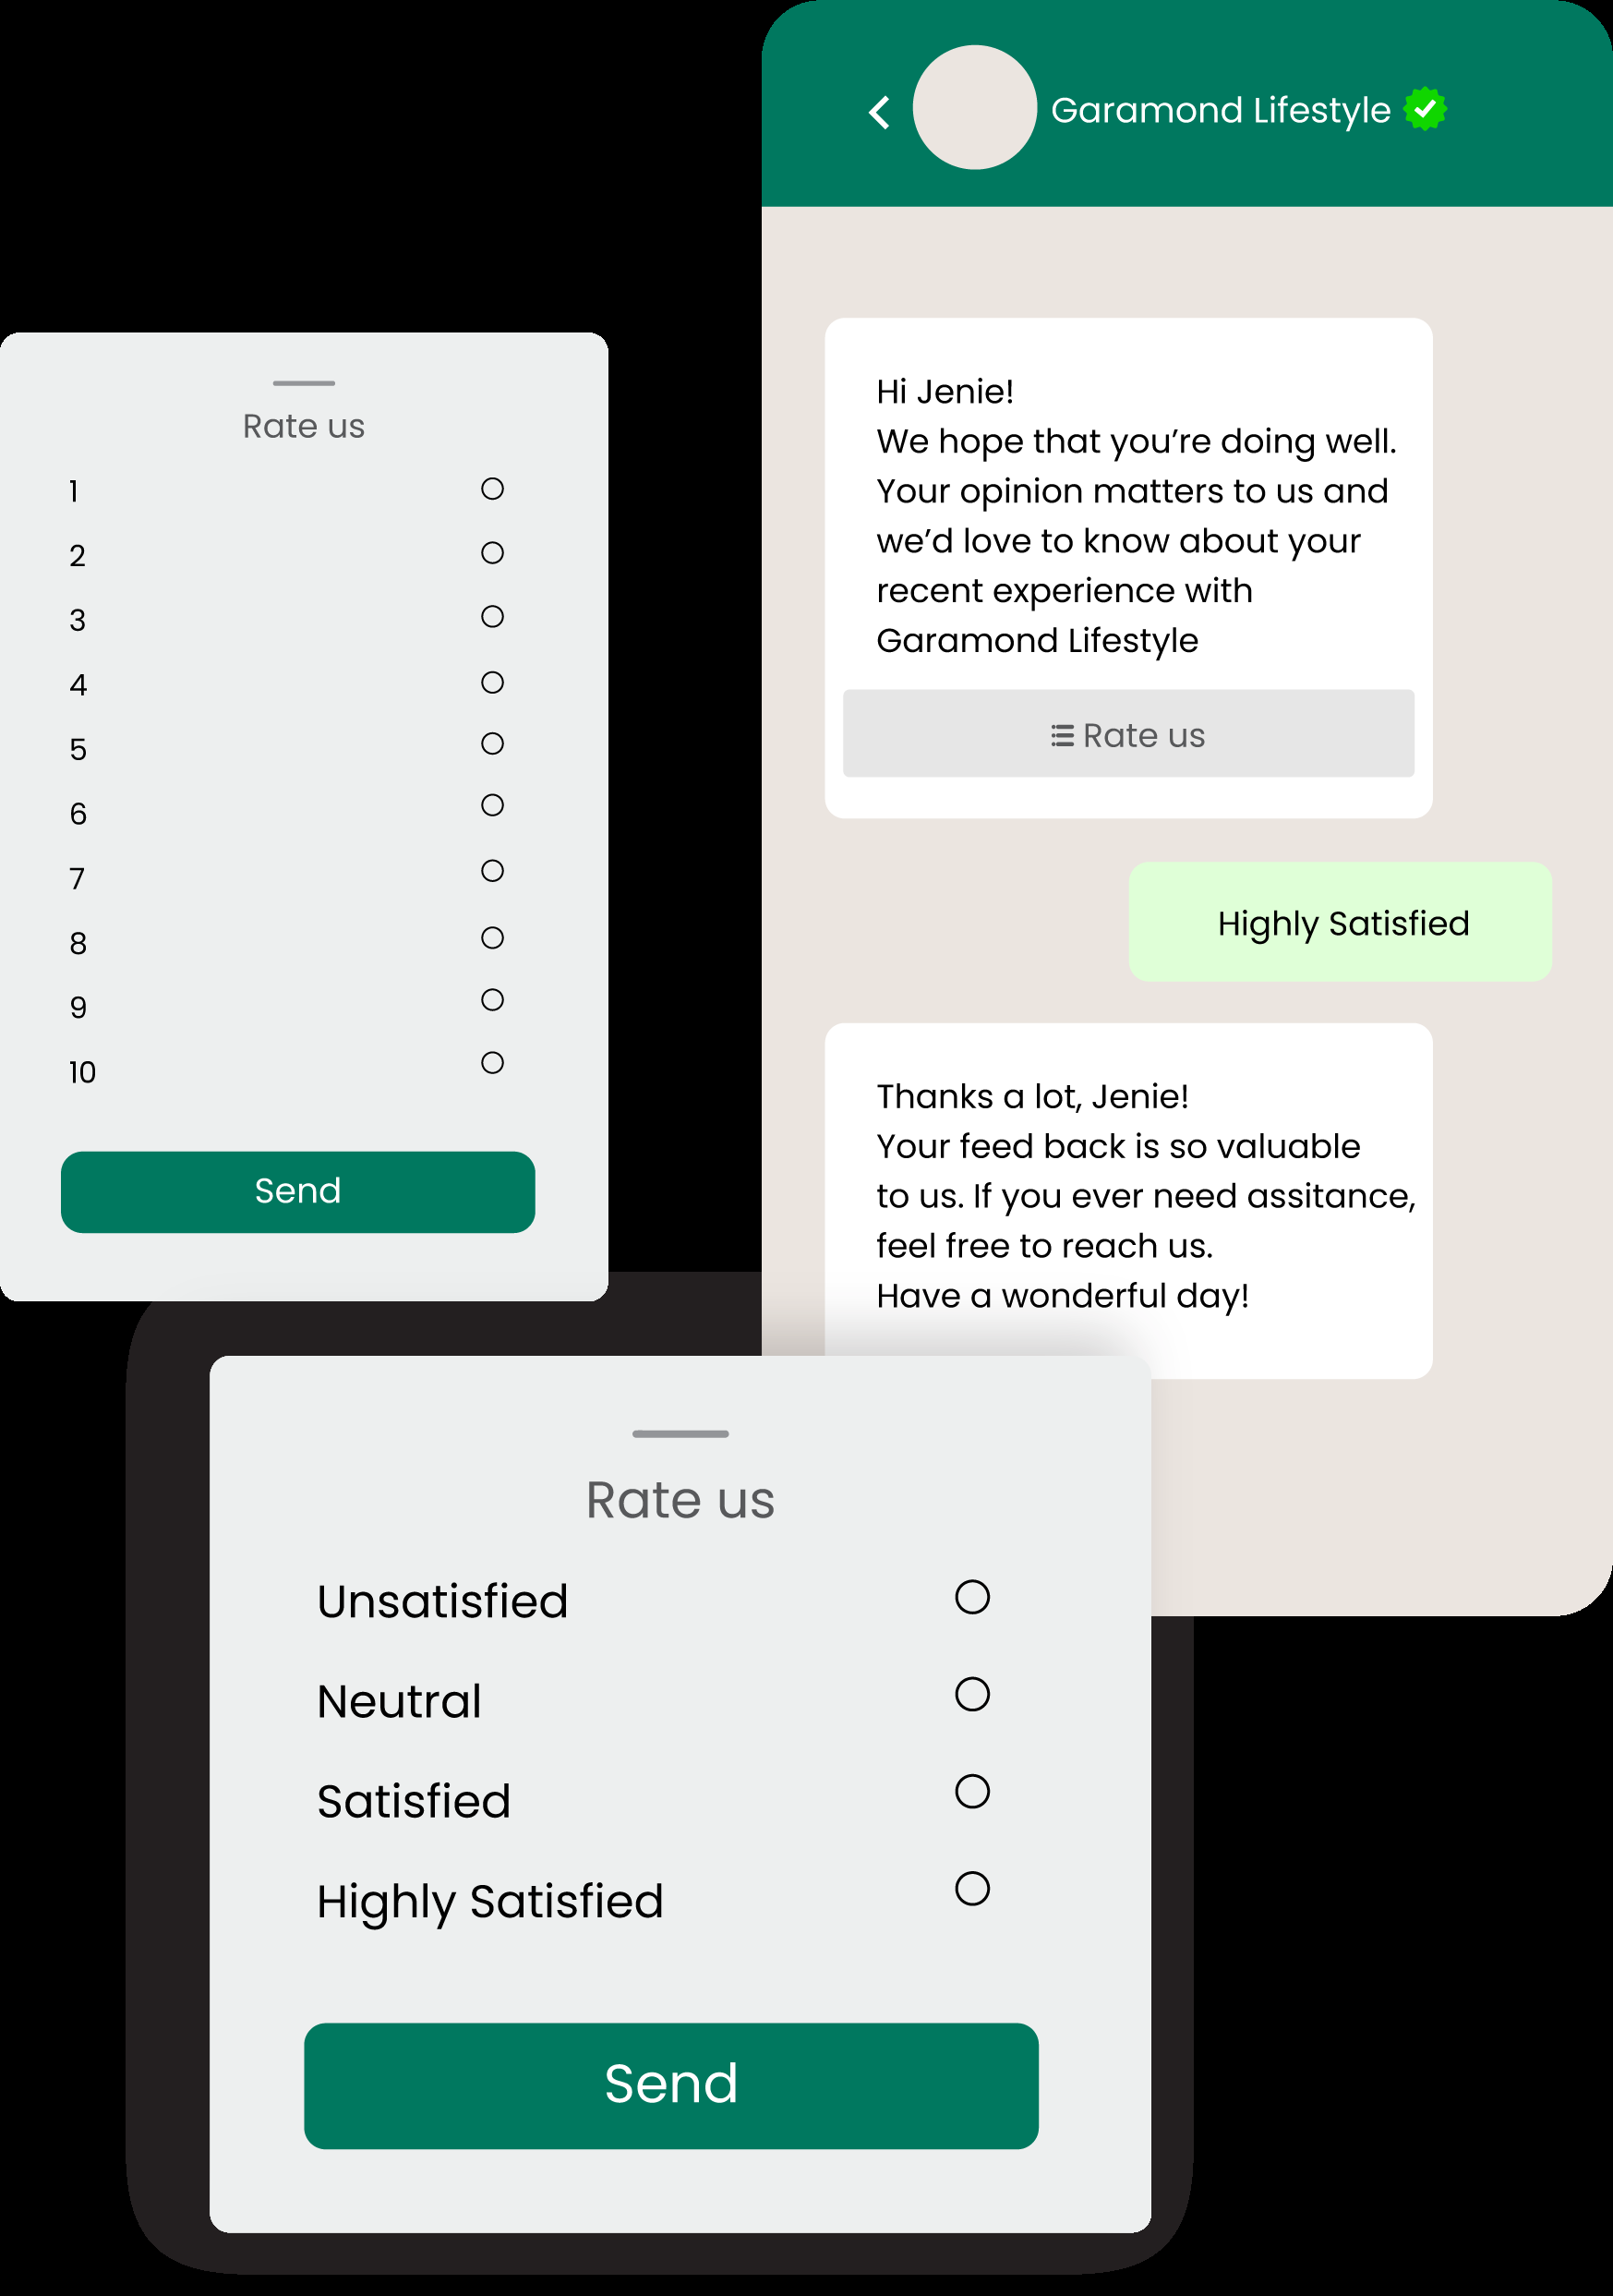 Garamond Lifestyle
Hi Jenie!
We hope that you’re doing well.
Your opinion matters to us and
we’d love to know about your
recent experience with
Garamond Lifestyle
Rate us
Highly Satisfied
Thanks a lot, Jenie!
Your feed back is so valuable
to us. If you ever need assitance,
feel free to reach us.
Have a wonderful day!
Rate us
1
2
3
4
5
6
7
8
9
10
Send
Rate us
Unsatisfied
Neutral
Satisfied
Highly Satisfied
Send